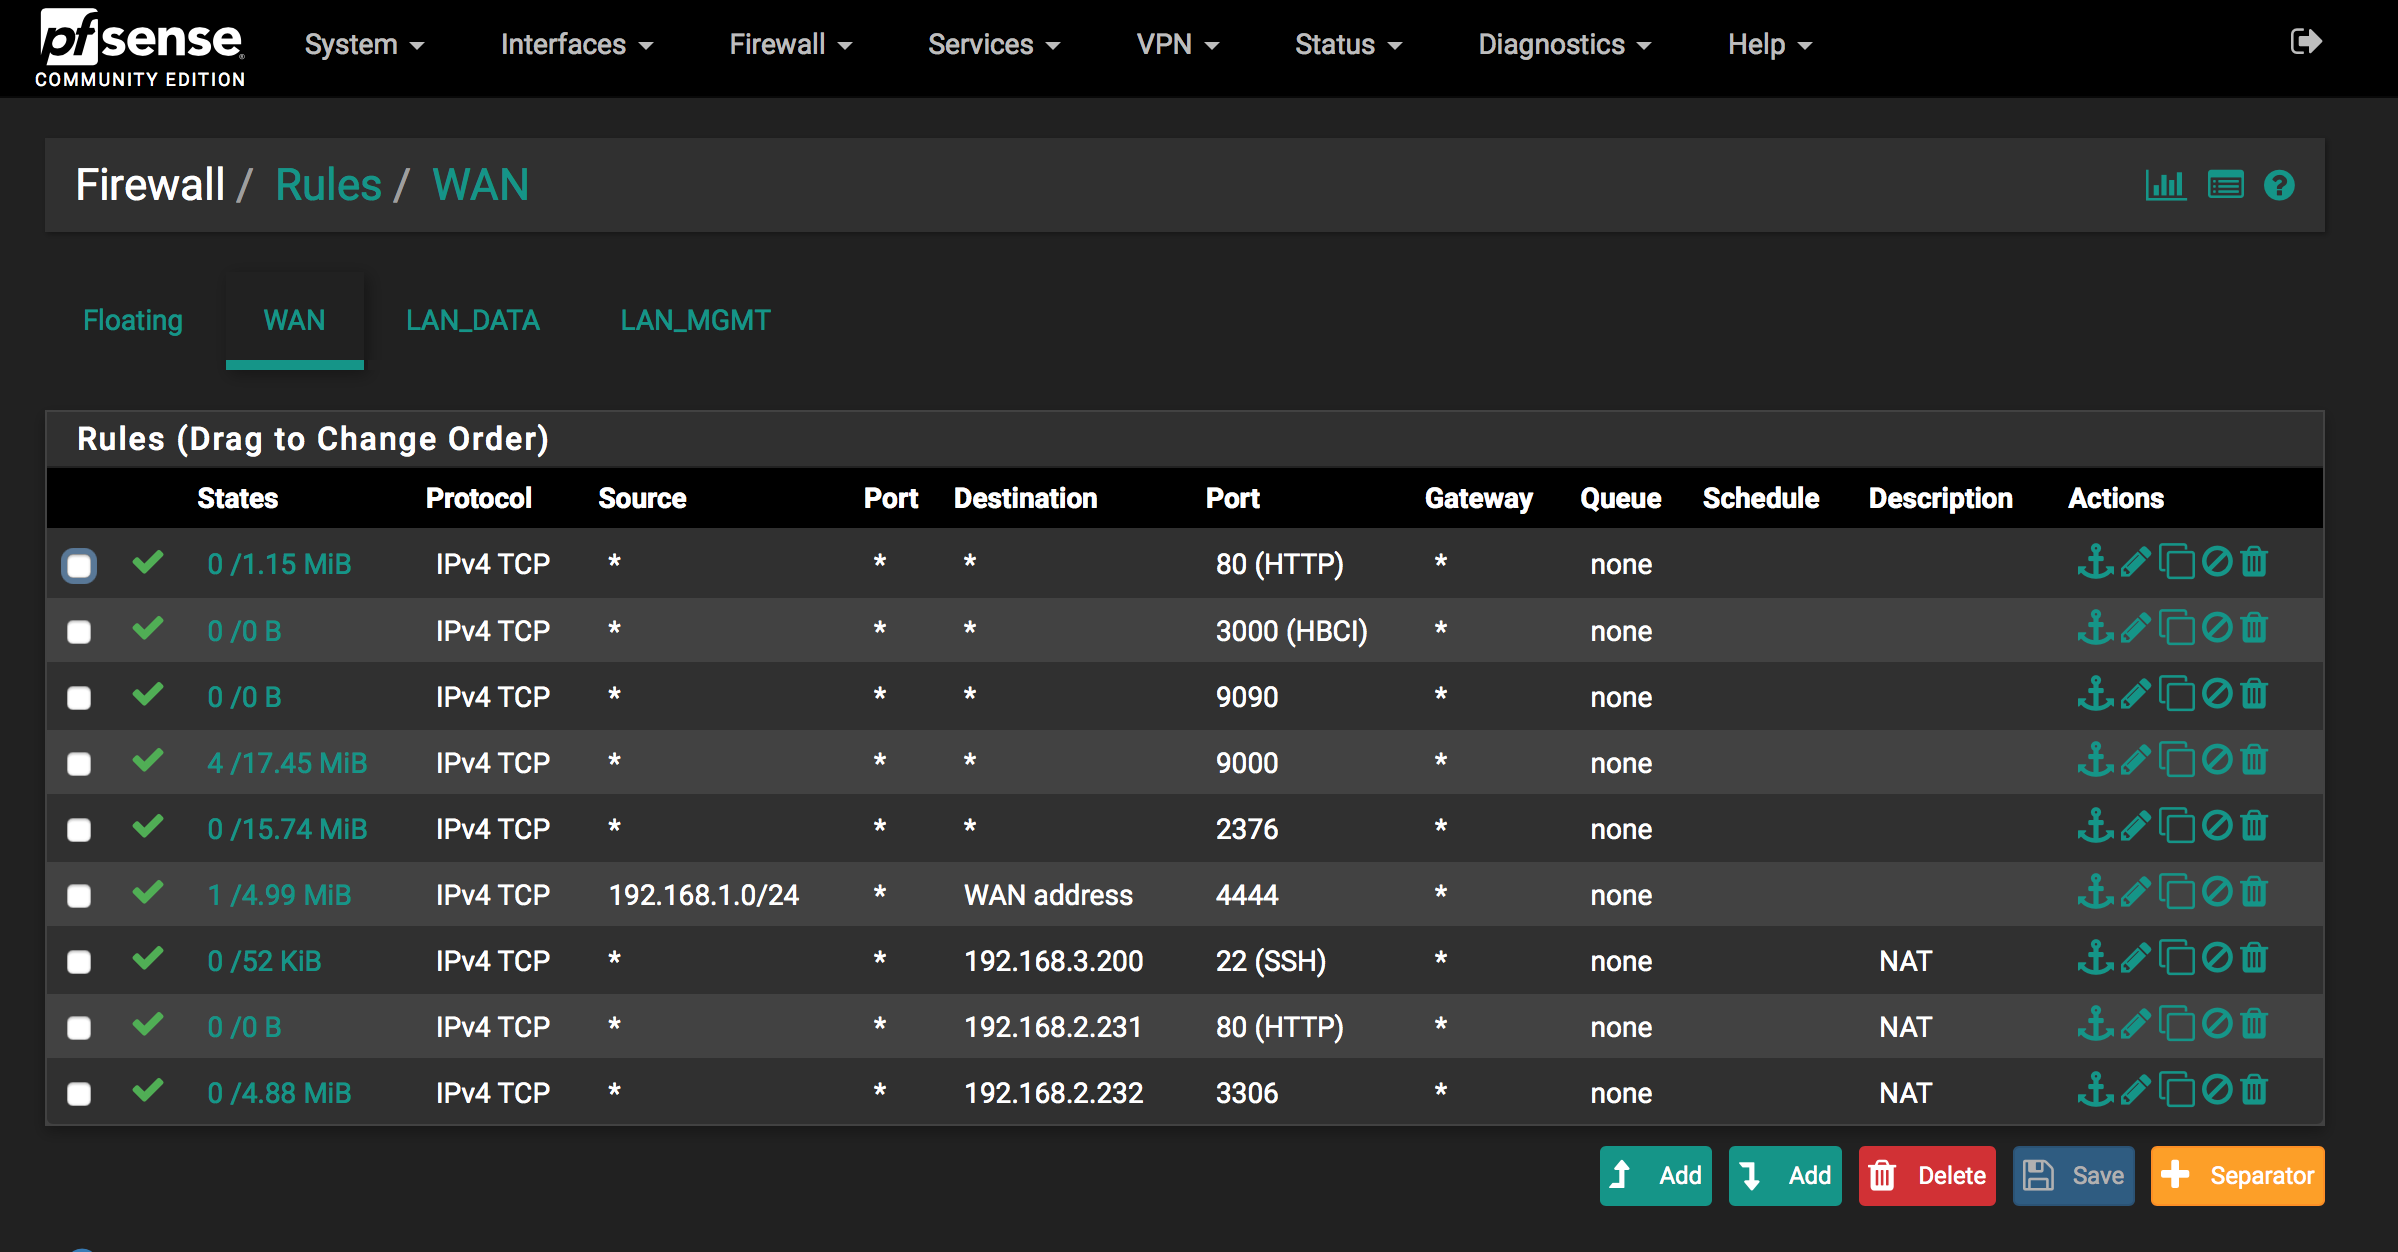 pfsense
COMMUNITY EDITION
System Interfaces Firewall Services VPN Status Diagnostics Help
Firewall / Rules / WAN
Floating WAN LAN_DATA LAN_MGMT
Rules (Drag to Change Order)
States Protocol Source Port Destination Port Gateway Queue Schedule Description Actions
0 /1.15 MiB IPv4 TCP * * * 80 (HTTP) * none
0 /0 B IPv4 TCP * * * 3000 (HBCI) * none
0 /0 B IPv4 TCP * * * 9090 * none
4 /17.45 MiB IPv4 TCP * * * 9000 * none
0 /15.74 MiB IPv4 TCP * * * 2376 * none
1 /4.99 MiB IPv4 TCP 192.168.1.0/24 * WAN address 4444 * none
0 /52 KiB IPv4 TCP * * 192.168.3.200 22 (SSH) * none NAT
0 /0 B IPv4 TCP * * 192.168.2.231 80 (HTTP) * none NAT
0 /4.88 MiB IPv4 TCP * * 192.168.2.232 3306 * none NAT
Add Add Delete Save Separator